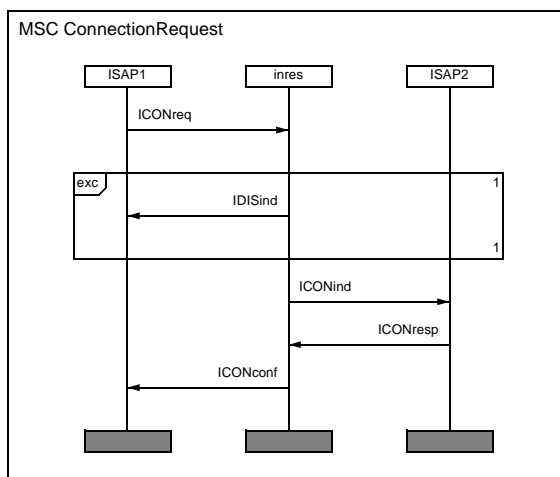 MSC ConnectionRequest
ISAP1 inres ISAP2
ICONreq
exc 1
IDISind
1
ICONind
ICONresp
ICONconf